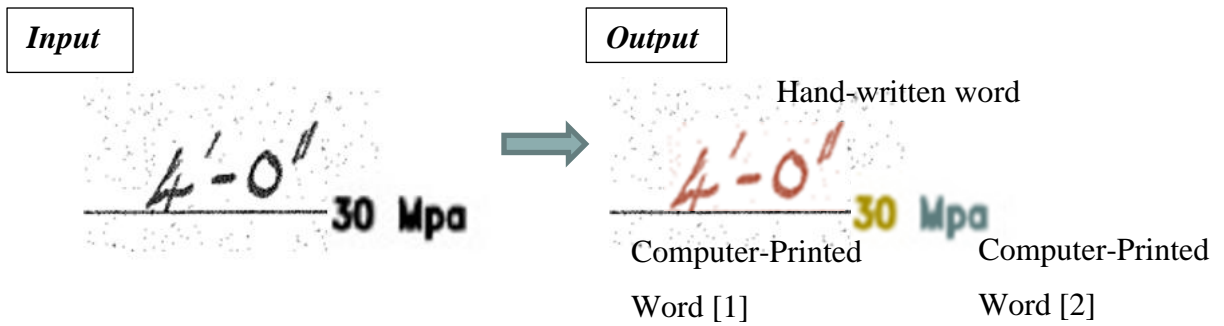 Input
Output
Hand-written word
4'-0"
4'-0"
30 Mpa
30 Mpa
Computer-Printed Word [1]
Computer-Printed Word [2]